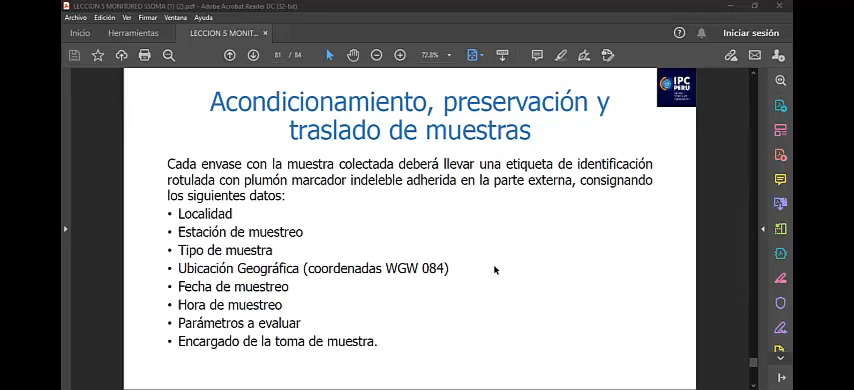 LECCION 5 MONITOREO SSOMA (1) (2).pdf - Adobe Acrobat Reader DC (32-bit)
Archivo Edición Ver Firmar Ventana Ayuda
Inicio Herramientas LECCION 5 MONIT... × Iniciar sesión
81 / 84 72.8%
IPC
PERU
Acondicionamiento, preservación y
traslado de muestras
Cada envase con la muestra colectada deberá llevar una etiqueta de identificación
rotulada con plumón marcador indeleble adherida en la parte externa, consignando
los siguientes datos:
• Localidad
• Estación de muestreo
• Tipo de muestra
• Ubicación Geográfica (coordenadas WGW 084)
• Fecha de muestreo
• Hora de muestreo
• Parámetros a evaluar
• Encargado de la toma de muestra.